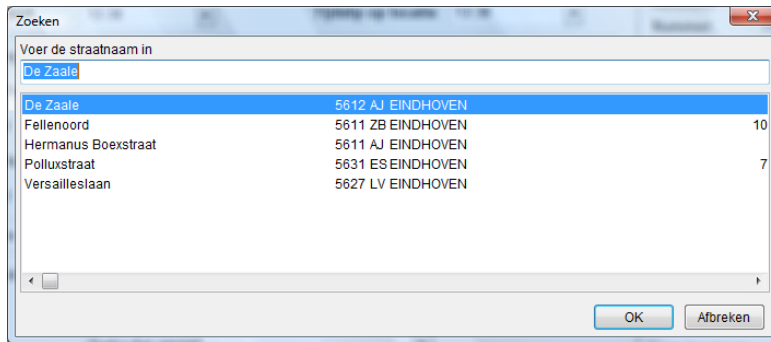 Zoeken
Voer de straatnaam in
De Zaale
De Zaale 5612 AJ EINDHOVEN
Fellenoord 5611 ZB EINDHOVEN 10
Hermanus Boexstraat 5611 AJ EINDHOVEN
Polluxstraat 5631 ES EINDHOVEN 7
Versailleslaan 5627 LV EINDHOVEN
OK Afbreken